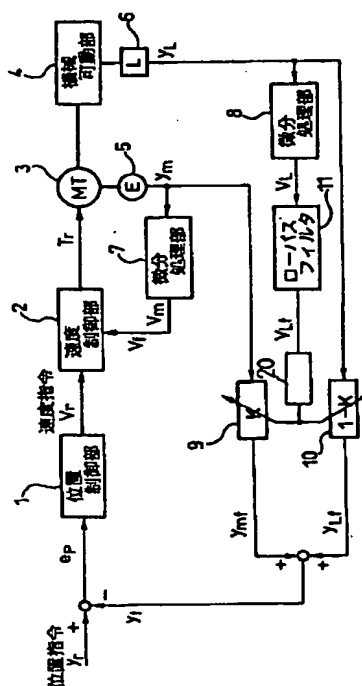 位置指令
yr
+
-
ep
1
位置
制御部
速度指令
Vr
2
速度
制御部
Tr
3
MT
4
機械
可動部
5
E
ym
6
L
yL
7
微分
処理部
Vm
Vf
8
微分
処理部
VL
ローパス
フィルタ
11
VLf
20
9
K
10
1-K
ymf
yLf
+
+
yf